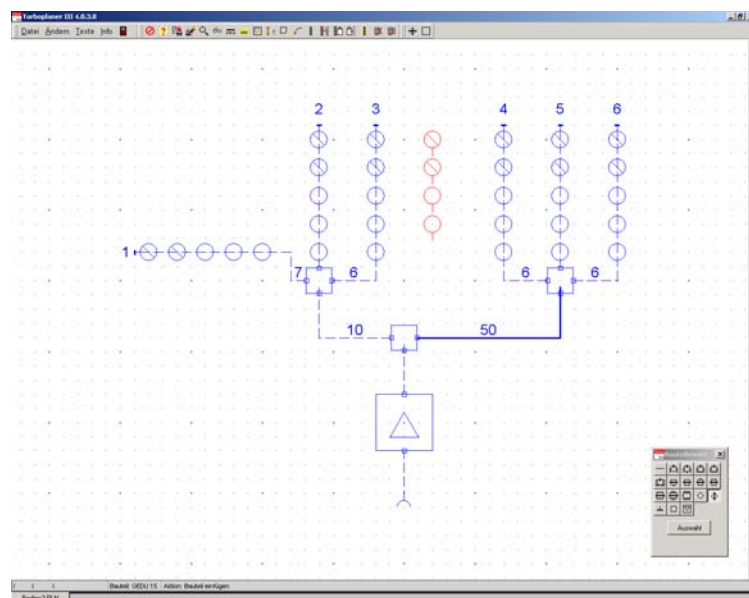 Turboplaner III 4.0.3.0
Datei Ändern Texte Info
2 3 4 5 6
1
7 6 6 6
10 50
Bauteilauswahl
Auswahl
Bauteil: GEDU 15 Aktion: Bauteil einfügen